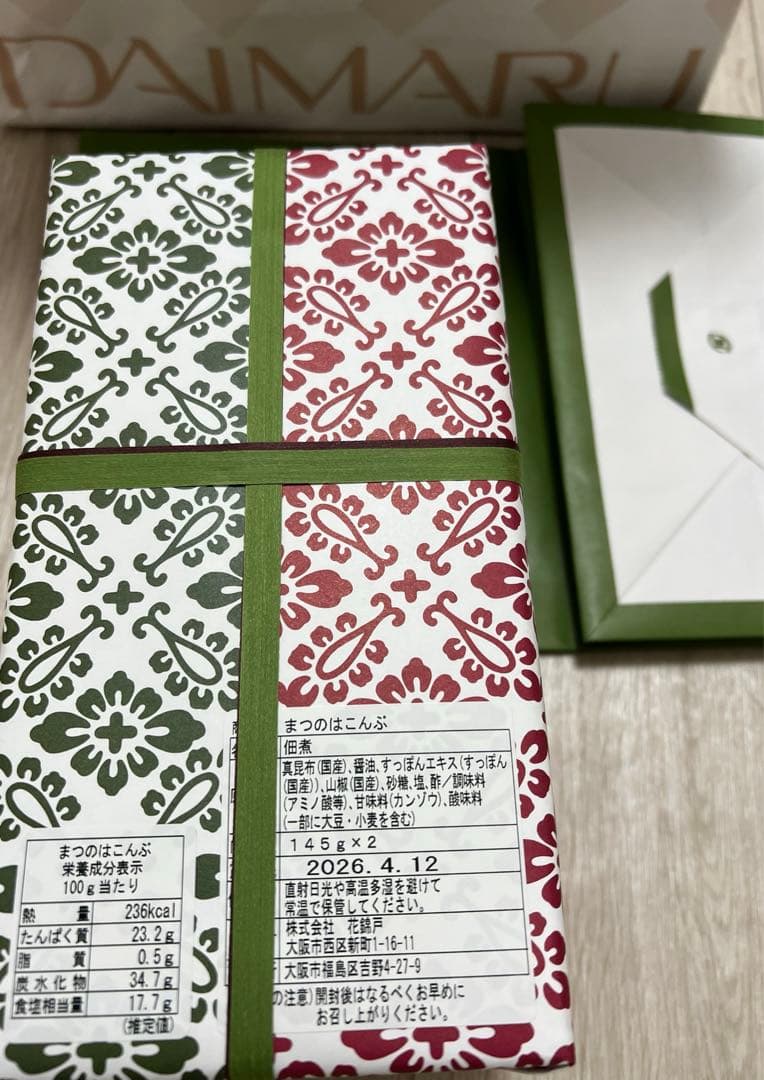 DAIMARU
まつのはこんぶ
佃煮
真昆布(国産)、醤油、すっぽんエキス(すっぽん
(国産))、山椒(国産)、砂糖、塩、酢／調味料
(アミノ酸等)、甘味料(カンゾウ)、酸味料
(一部に大豆・小麦を含む)
145g×2
2026.4.12
直射日光や高温多湿を避けて
常温で保管してください。
株式会社 花錦戸
大阪市西区新町1-16-11
大阪市福島区吉野4-27-9
の注意)開封後はなるべくお早めに
お召し上がりください。
まつのはこんぶ
栄養成分表示
100g当たり
熱量 236kcal
たんぱく質 23.2g
脂質 0.5g
炭水化物 34.7g
食塩相当量 17.7g
(推定値)